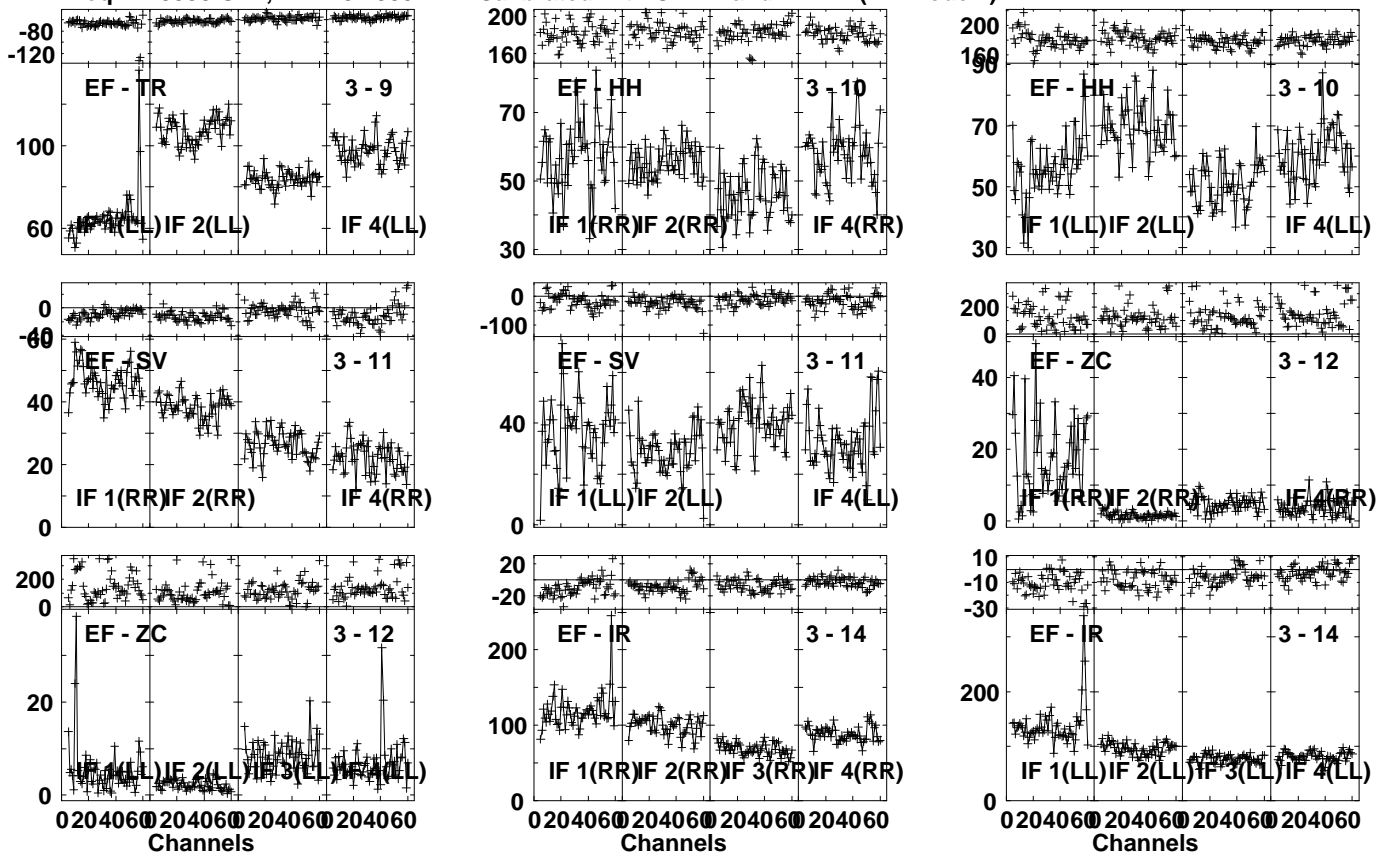 -80
-120
EF - TR 3 - 9
100
60
IF 1(LL) IF 2(LL) IF 4(LL)
200
160
EF - HH 3 - 10
70
50
30
IF 1(RR) IF 2(RR) IF 4(RR)
200
160
90
EF - HH 3 - 10
70
50
30
IF 1(LL) IF 2(LL) IF 4(LL)
0
-40
60
EF - SV 3 - 11
40
20
0
IF 1(RR) IF 2(RR) IF 4(RR)
0
-100
EF - SV 3 - 11
40
0
IF 1(LL) IF 2(LL) IF 4(LL)
200
0
EF - ZC 3 - 12
40
20
0
IF 1(RR) IF 2(RR) IF 4(RR)
200
0
EF - ZC 3 - 12
20
0
IF 1(LL) IF 2(LL) IF 3(LL) IF 4(LL)
0 20 40 60 0 20 40 60 0 20 40 60 0 20 40 60
Channels
20
-20
EF - IR 3 - 14
200
100
0
IF 1(RR) IF 2(RR) IF 3(RR) IF 4(RR)
0 20 40 60 0 20 40 60 0 20 40 60 0 20 40 60
Channels
10
-10
-30
EF - IR 3 - 14
200
0
IF 1(LL) IF 2(LL) IF 3(LL) IF 4(LL)
0 20 40 60 0 20 40 60 0 20 40 60 0 20 40 60
Channels